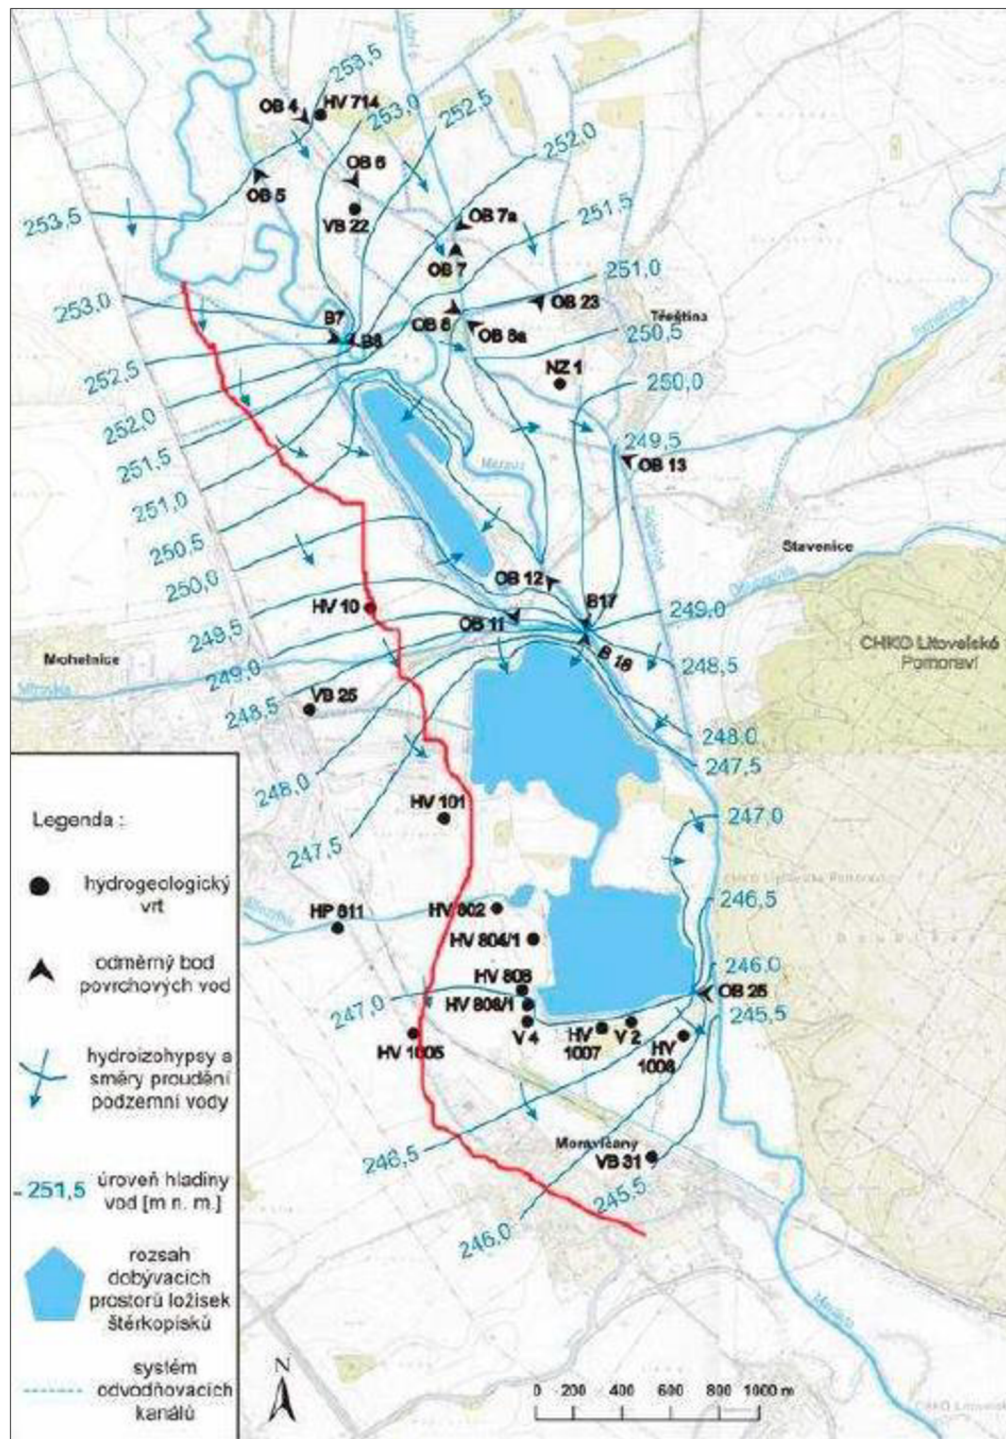 253,5
OB 4
HV 714
253,0
252,5
OB 6
252,0
OB 5
VB 22
OB 7a
251,5
253,5
OB 7
251,0
253,0
B7
B8
OB 8
OB 23
OB 8a
Třeština
250,5
252,5
NZ 1
250,0
252,0
249,5
251,5
Morava
OB 13
251,0
250,5
Stavenice
250,0
OB 12
HV 10
B17
249,0
249,5
OB 11
B 18
CHKO Litovelské
Pomoraví
Mohelnice
249,0
248,5
Mírovka
VB 25
248,5
248,0
247,5
248,0
HV 101
247,0
247,5
CHKO Litovelské Pomoraví
246,5
HP 811
HV 802
HV 804/1
246,0
HV 808
OB 25
247,0
HV 808/1
245,5
HV 1005
V 4
HV
1007
V 2
HV
1008
246,5
Moravičany
VB 31
245,5
246,0
Morava
Legenda :
hydrogeologický
vrt
odměrný bod
povrchových vod
hydroizohypsy a
směry proudění
podzemní vody
251,5
úroveň hladiny
vod [m n. m.]
rozsah
dobývacích
prostorů ložisek
štěrkopísků
systém
odvodňovacích
kanálů
N
0 200 400 600 800 1000 m